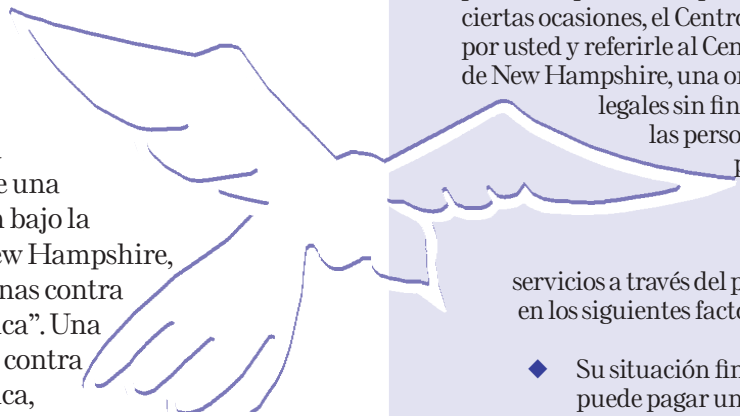 e una
bajo la
ew Hampshire,
nas contra
ca”. Una
contra
ca,
ciertas ocasiones, el Centro
por usted y referirle al Cen
de New Hampshire, una or
legales sin fin
las perso
servicios a través del p
en los siguientes facto
Su situación fin
puede pagar un